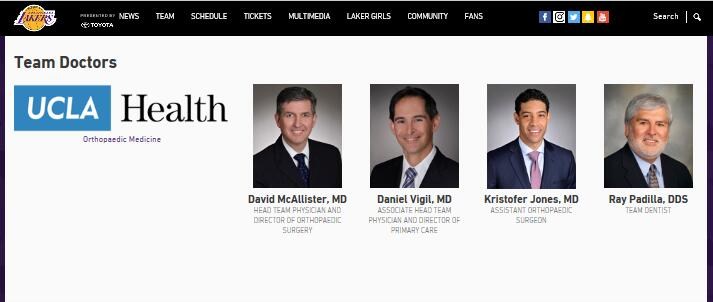 LAKERS
PRESENTED BY
TOYOTA
NEWS TEAM SCHEDULE TICKETS MULTIMEDIA LAKER GIRLS COMMUNITY FANS Search
Team Doctors
UCLA Health
Orthopaedic Medicine
David McAllister, MD
HEAD TEAM PHYSICIAN AND
DIRECTOR OF ORTHOPAEDIC
SURGERY
Daniel Vigil, MD
ASSOCIATE HEAD TEAM
PHYSICIAN AND DIRECTOR OF
PRIMARY CARE
Kristofer Jones, MD
ASSISTANT ORTHOPAEDIC
SURGEON
Ray Padilla, DDS
TEAM DENTIST